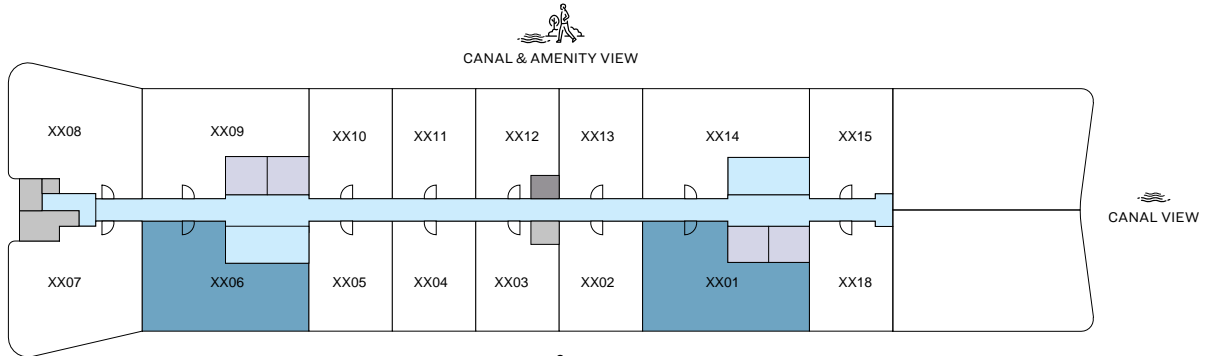 CANAL & AMENITY VIEW
XX08
XX09
XX10
XX11
XX12
XX13
XX14
XX15
CANAL VIEW
XX07
XX06
XX05
XX04
XX03
XX02
XX01
XX18